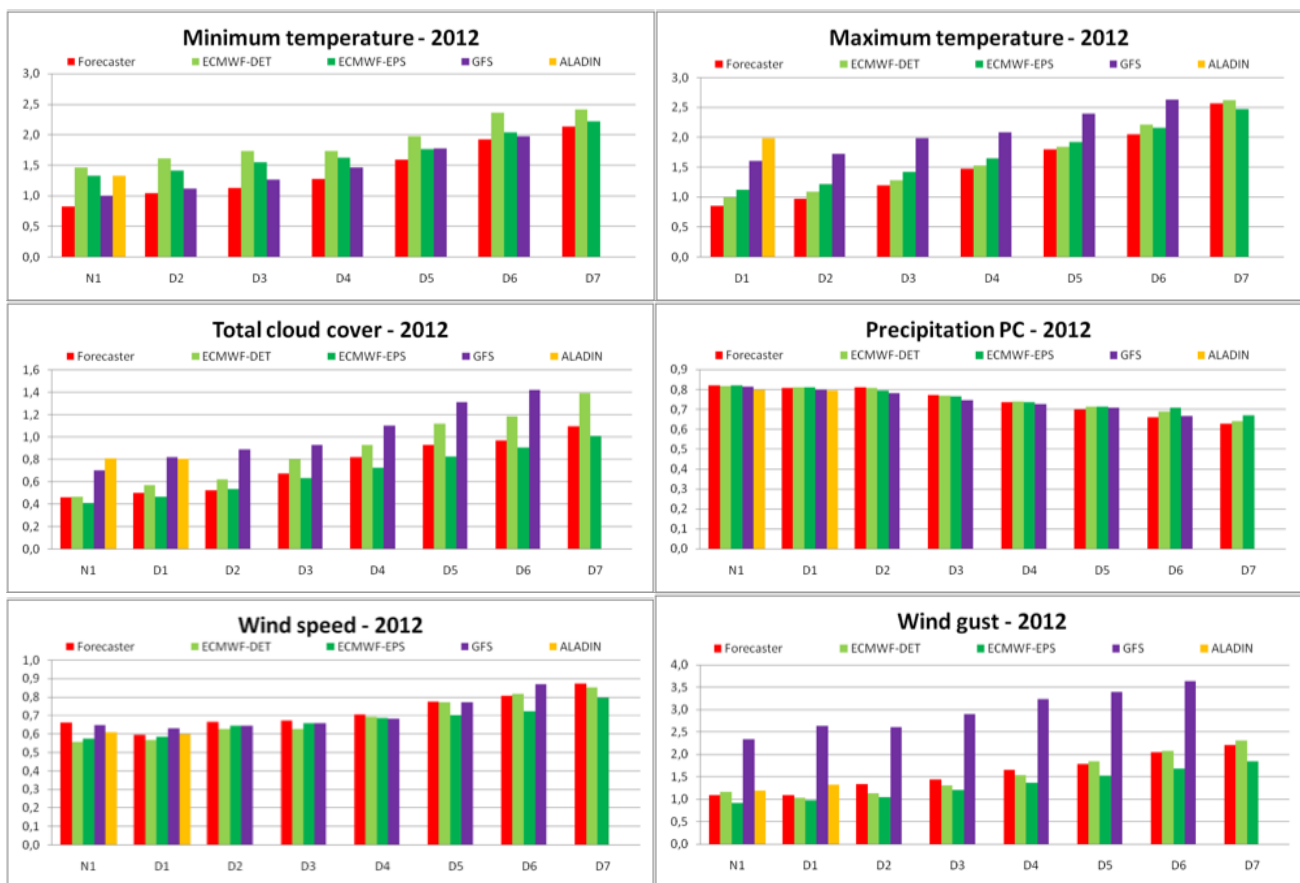 Minimum temperature - 2012
Forecaster ECMWF-DET ECMWF-EPS GFS ALADIN
3,0
2,5
2,0
1,5
1,0
0,5
0,0
N1 D2 D3 D4 D5 D6 D7
Maximum temperature - 2012
Forecaster ECMWF-DET ECMWF-EPS GFS ALADIN
3,0
2,5
2,0
1,5
1,0
0,5
0,0
D1 D2 D3 D4 D5 D6 D7
Total cloud cover - 2012
Forecaster ECMWF-DET ECMWF-EPS GFS ALADIN
1,6
1,4
1,2
1,0
0,8
0,6
0,4
0,2
0,0
N1 D1 D2 D3 D4 D5 D6 D7
Precipitation PC - 2012
Forecaster ECMWF-DET ECMWF-EPS GFS ALADIN
0,9
0,8
0,7
0,6
0,5
0,4
0,3
0,2
0,1
0,0
N1 D1 D2 D3 D4 D5 D6 D7
Wind speed - 2012
Forecaster ECMWF-DET ECMWF-EPS GFS ALADIN
1,0
0,9
0,8
0,7
0,6
0,5
0,4
0,3
0,2
0,1
0,0
N1 D1 D2 D3 D4 D5 D6 D7
Wind gust - 2012
Forecaster ECMWF-DET ECMWF-EPS GFS ALADIN
4,0
3,5
3,0
2,5
2,0
1,5
1,0
0,5
0,0
N1 D1 D2 D3 D4 D5 D6 D7